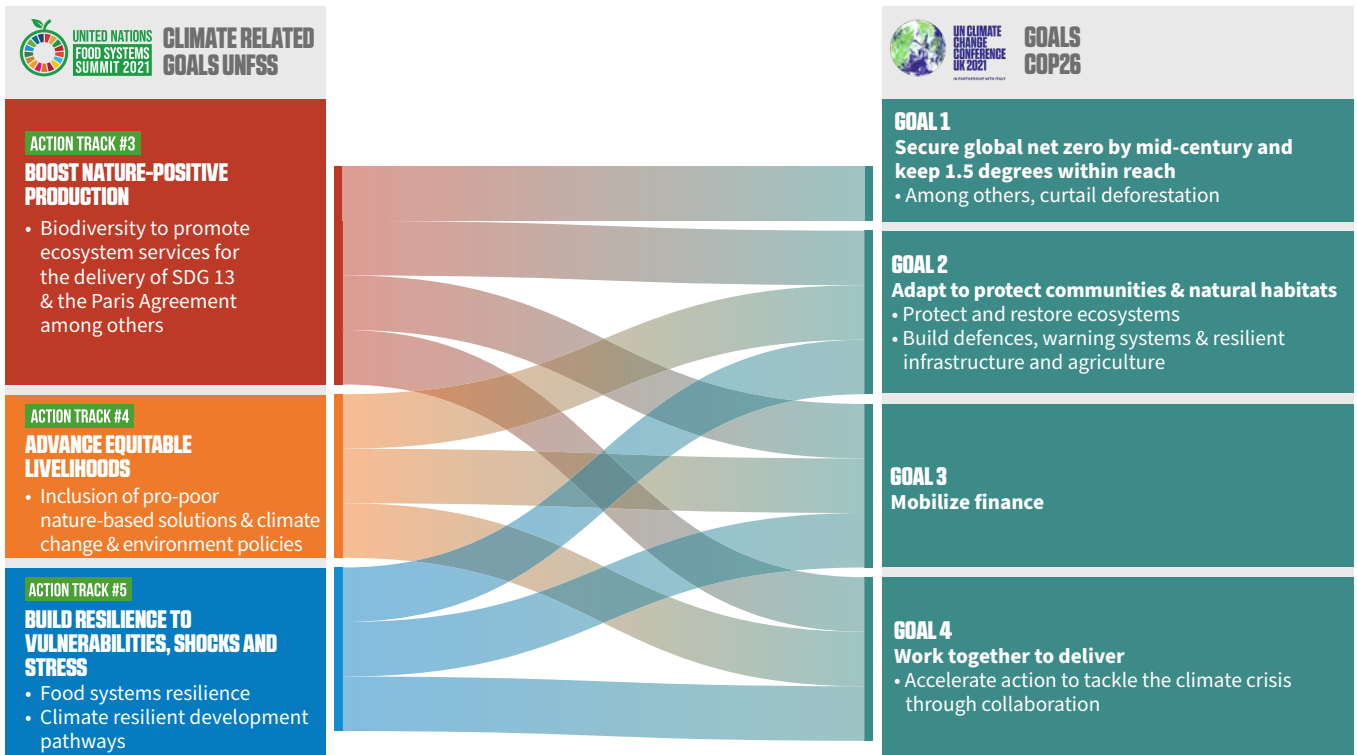 UNITED NATIONS
FOOD SYSTEMS
SUMMIT 2021
CLIMATE RELATED
GOALS UNFSS
ACTION TRACK #3
BOOST NATURE-POSITIVE
PRODUCTION
• Biodiversity to promote
ecosystem services for
the delivery of SDG 13
& the Paris Agreement
among others
ACTION TRACK #4
ADVANCE EQUITABLE
LIVELIHOODS
• Inclusion of pro-poor
nature-based solutions & climate
change & environment policies
ACTION TRACK #5
BUILD RESILIENCE TO
VULNERABILITIES, SHOCKS AND
STRESS
• Food systems resilience
• Climate resilient development
pathways
UN CLIMATE
CHANGE
CONFERENCE
UK 2021
IN PARTNERSHIP WITH ITALY
GOALS
COP26
GOAL 1
Secure global net zero by mid-century and
keep 1.5 degrees within reach
• Among others, curtail deforestation
GOAL 2
Adapt to protect communities & natural habitats
• Protect and restore ecosystems
• Build defences, warning systems & resilient
infrastructure and agriculture
GOAL 3
Mobilize finance
GOAL 4
Work together to deliver
• Accelerate action to tackle the climate crisis
through collaboration